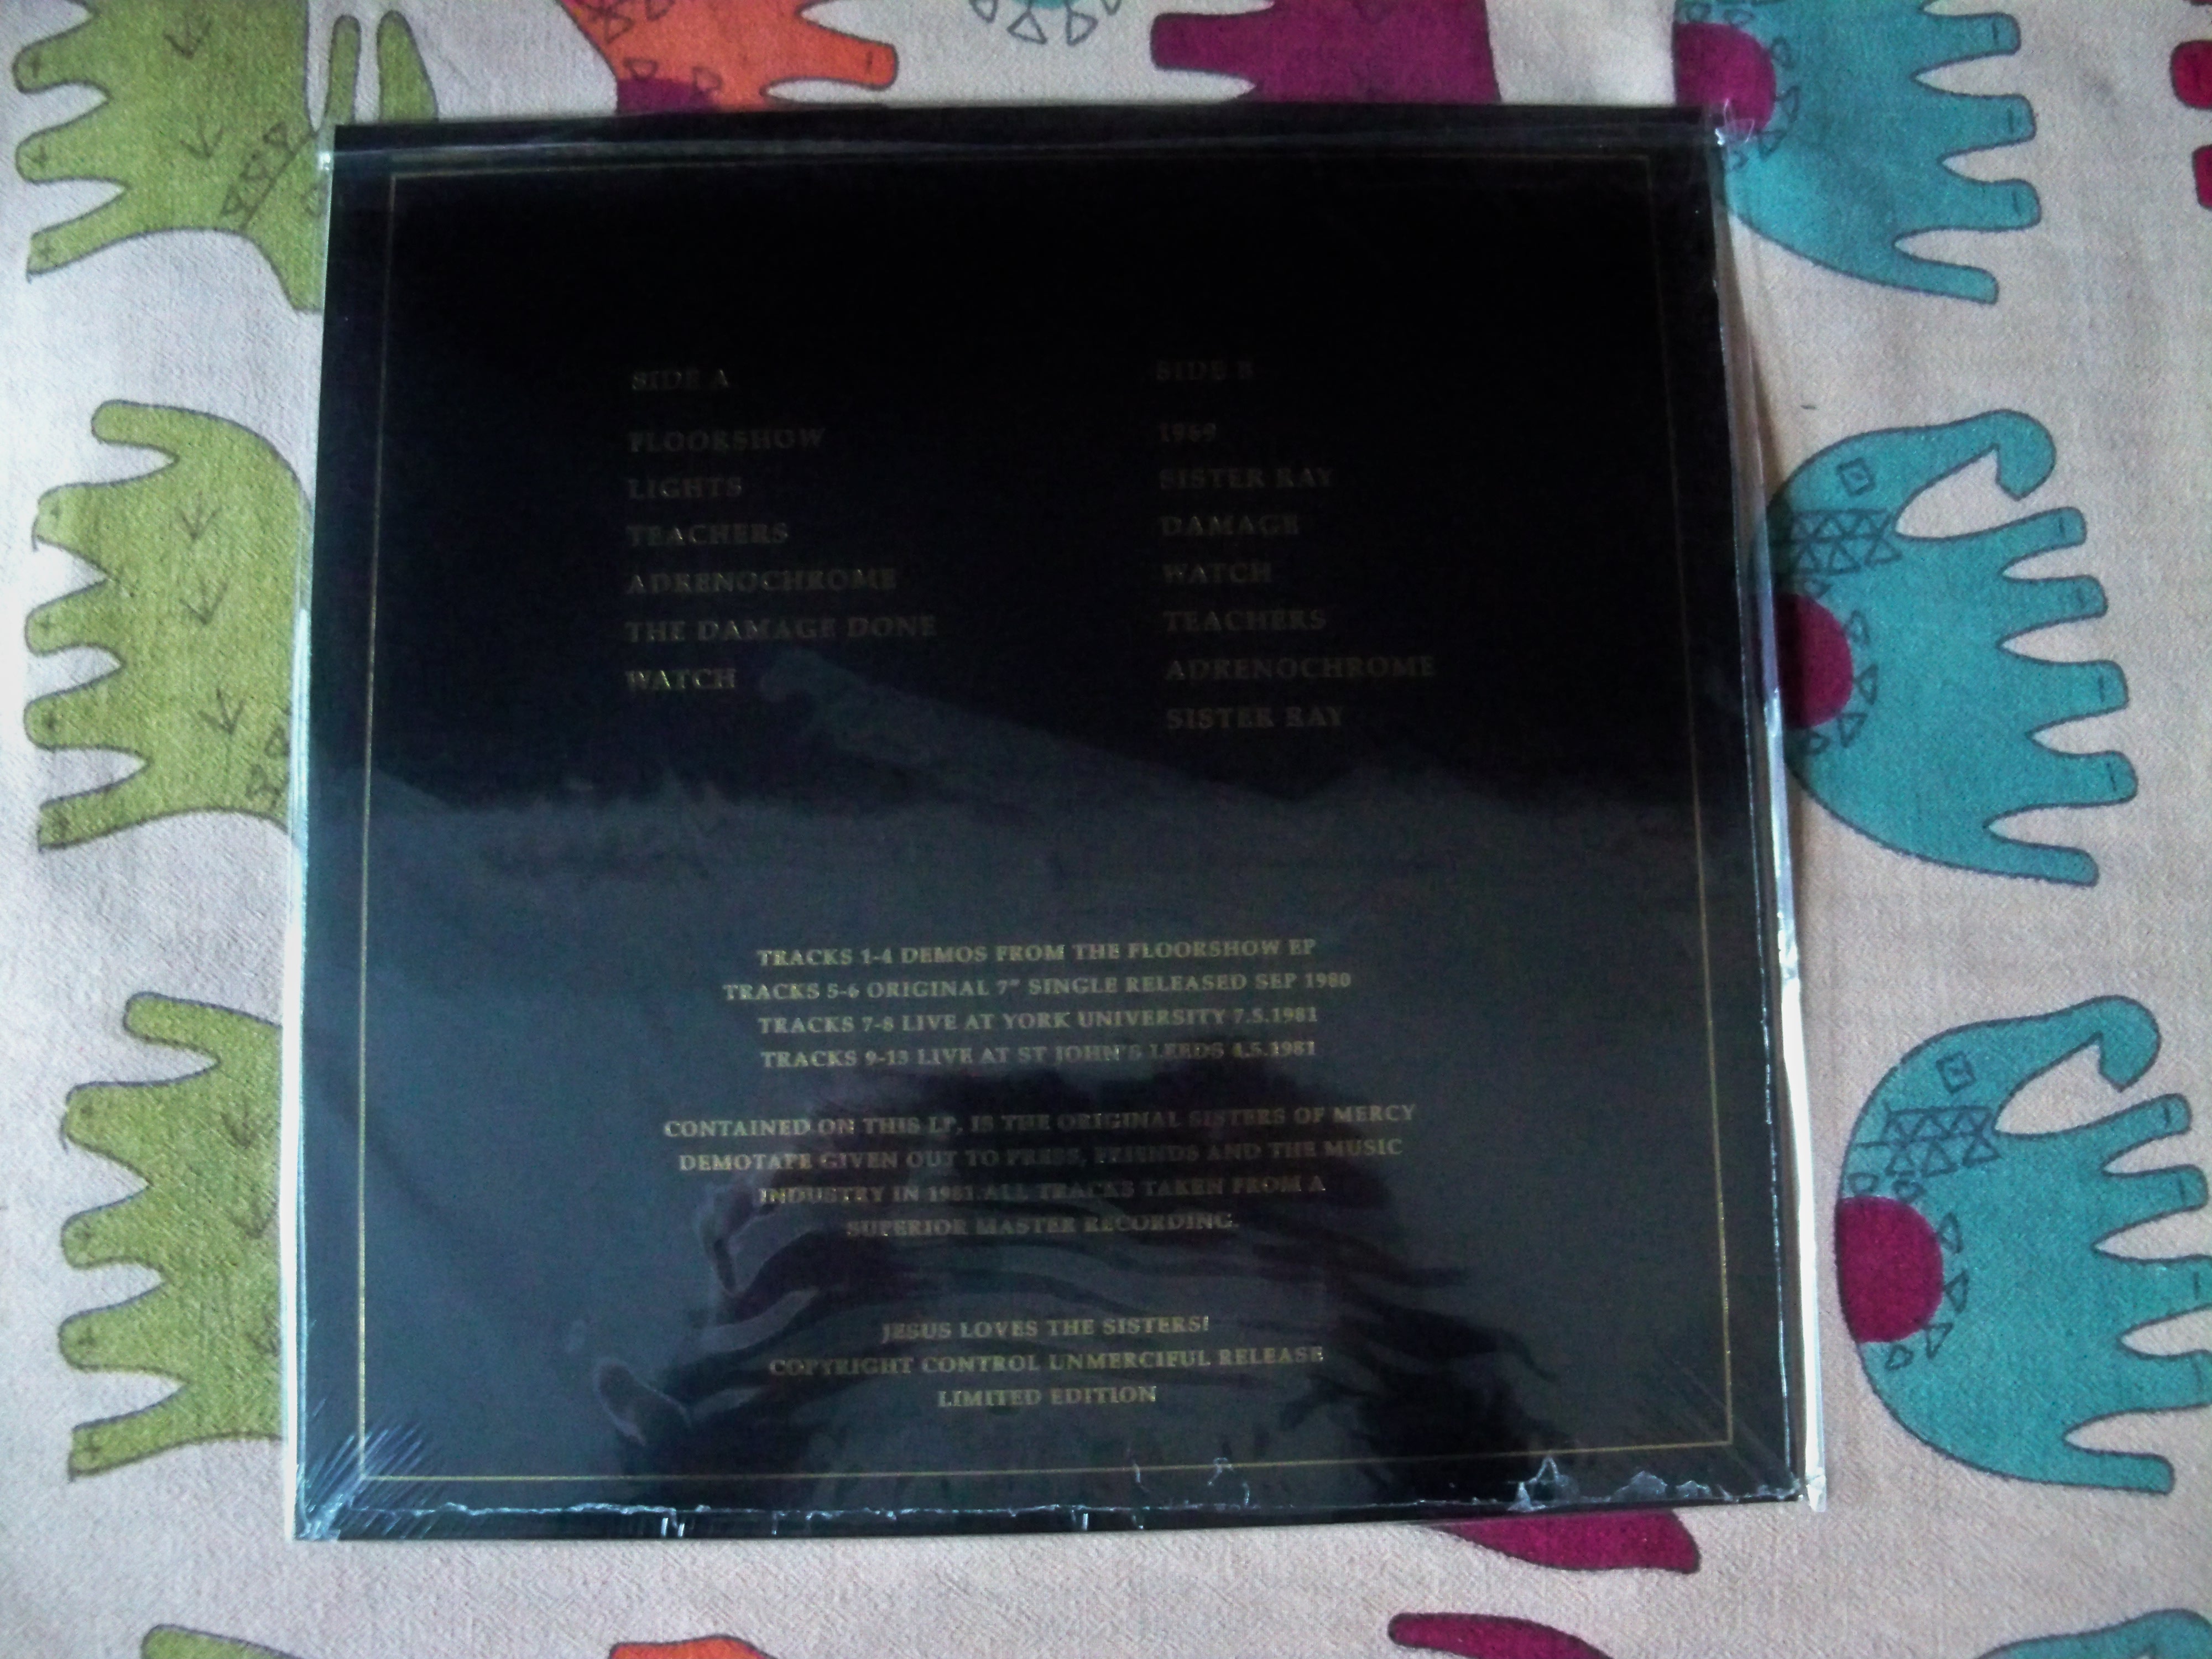 SIDE A
FLOORSHOW
LIGHTS
TEACHERS
ADRENOCHROME
THE DAMAGE DONE
WATCH
SIDE B
1969
SISTER RAY
DAMAGE
WATCH
TEACHERS
ADRENOCHROME
SISTER RAY
TRACKS 1-4 DEMOS FROM THE FLOORSHOW EP
TRACKS 5-6 ORIGINAL 7" SINGLE RELEASED SEP 1980
TRACKS 7-8 LIVE AT YORK UNIVERSITY 7.5.1981
TRACKS 9-13 LIVE AT ST JOHN'S LEEDS 4.5.1981
CONTAINED ON THIS LP, IS THE ORIGINAL SISTERS OF MERCY
DEMOTAPE GIVEN OUT TO PRESS, FRIENDS AND THE MUSIC
INDUSTRY IN 1981. ALL TRACKS TAKEN FROM A
SUPERIOR MASTER RECORDING.
JESUS LOVES THE SISTERS!
COPYRIGHT CONTROL UNMERCIFUL RELEASE
LIMITED EDITION